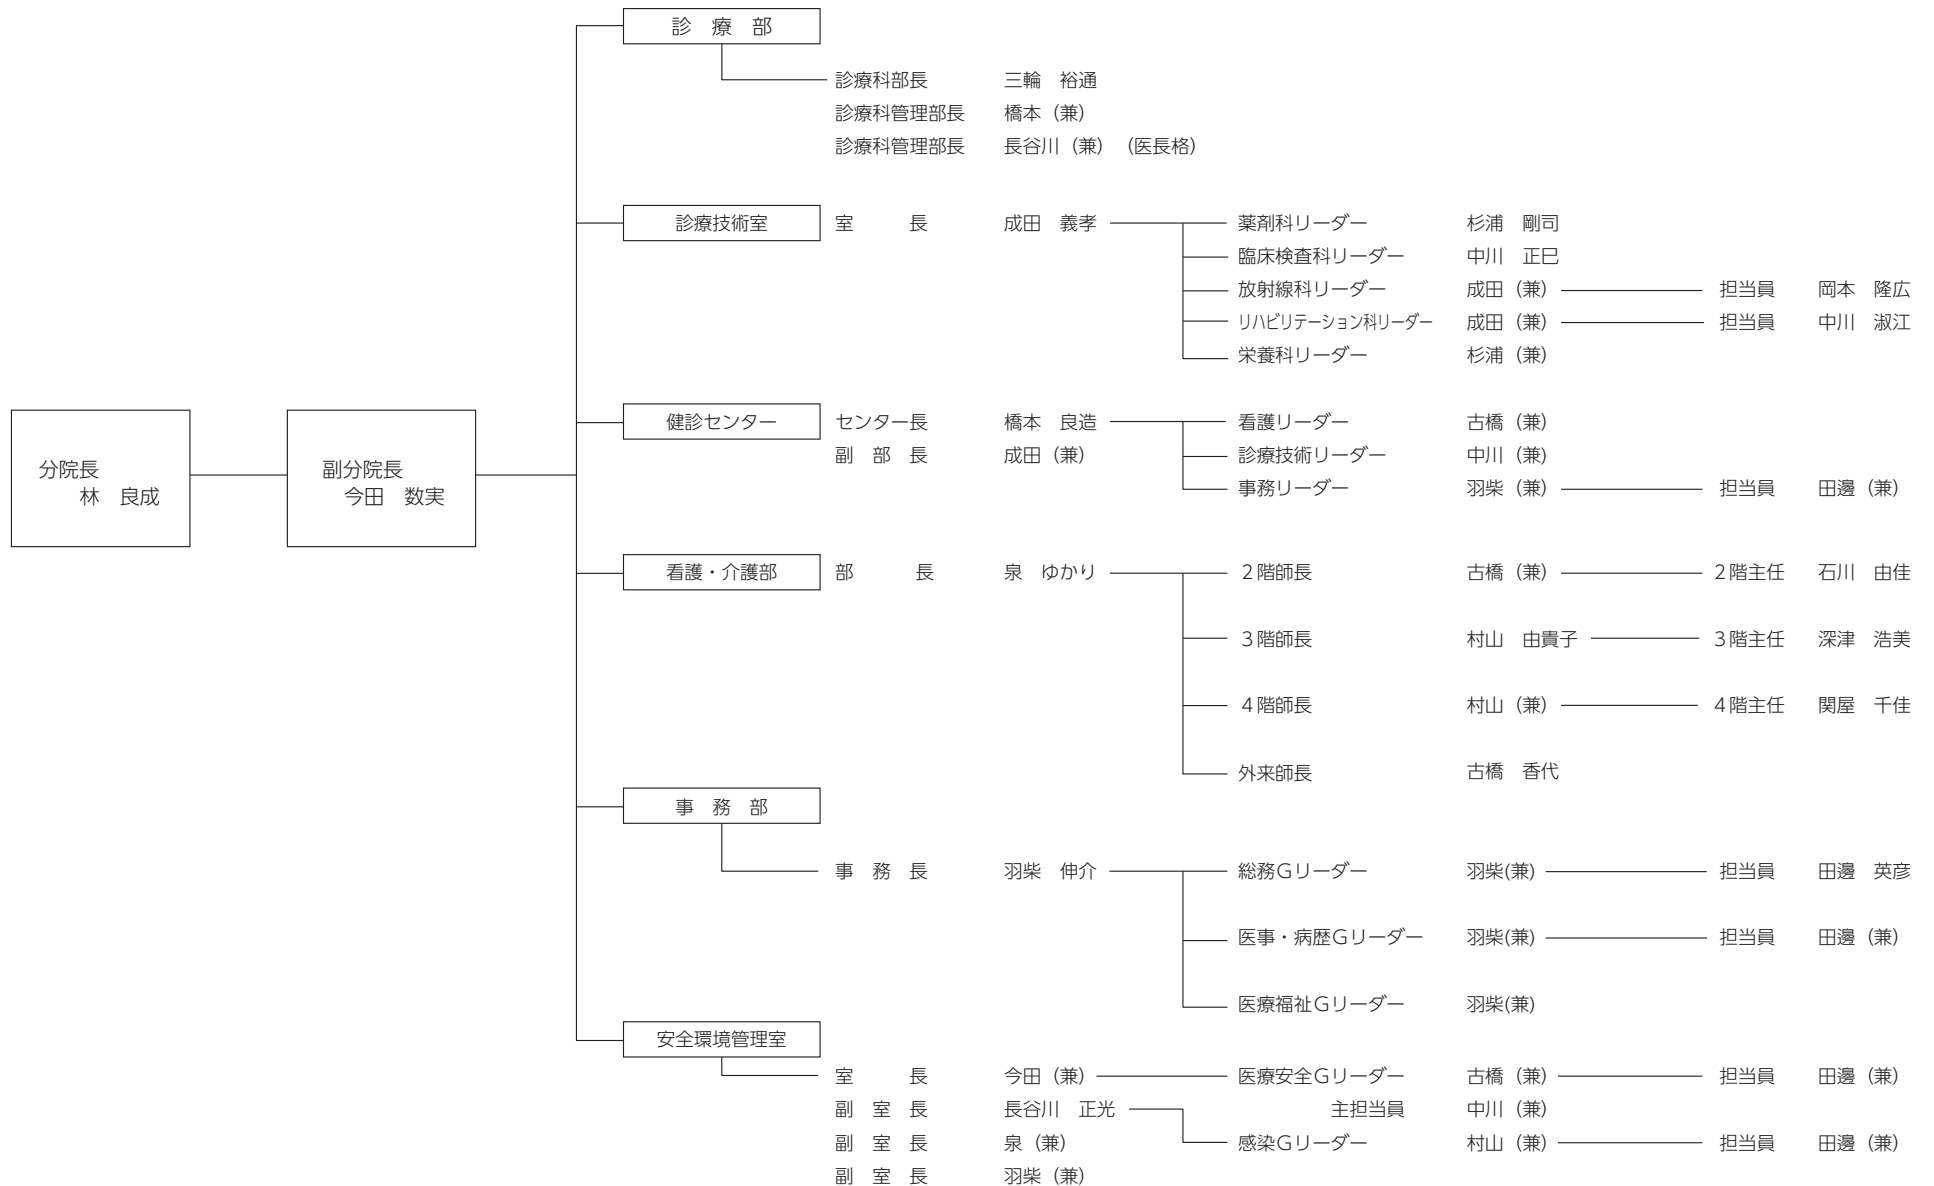 診　療　部
診療科部長　三輪　裕通
診療科管理部長　橋本（兼）
診療科管理部長　長谷川（兼）（医長格）
診療技術室　室　　　長　成田　義孝　薬剤科リーダー　杉浦　剛司
臨床検査科リーダー　中川　正巳
放射線科リーダー　成田（兼）　担当員　岡本　隆広
リハビリテーション科リーダー　成田（兼）　担当員　中川　淑江
栄養科リーダー　杉浦（兼）
健診センター　センター長　橋本　良造　看護リーダー　古橋（兼）
副　部　長　成田（兼）　診療技術リーダー　中川（兼）
事務リーダー　羽柴（兼）　担当員　田邊（兼）
分院長
林　良成
副分院長
今田　数実
看護・介護部　部　　　長　泉　ゆかり　２階師長　古橋（兼）　２階主任　石川　由佳
３階師長　村山　由貴子　３階主任　深津　浩美
４階師長　村山（兼）　４階主任　関屋　千佳
外来師長　古橋　香代
事　務　部
事　務　長　羽柴　伸介　総務Ｇリーダー　羽柴(兼)　担当員　田邊　英彦
医事・病歴Ｇリーダー　羽柴(兼)　担当員　田邊（兼）
医療福祉Ｇリーダー　羽柴(兼)
安全環境管理室
室　　　長　今田（兼）　医療安全Ｇリーダー　古橋（兼）　担当員　田邊（兼）
副　室　長　長谷川　正光　主担当員　中川（兼）
副　室　長　泉（兼）　感染Ｇリーダー　村山（兼）　担当員　田邊（兼）
副　室　長　羽柴（兼）